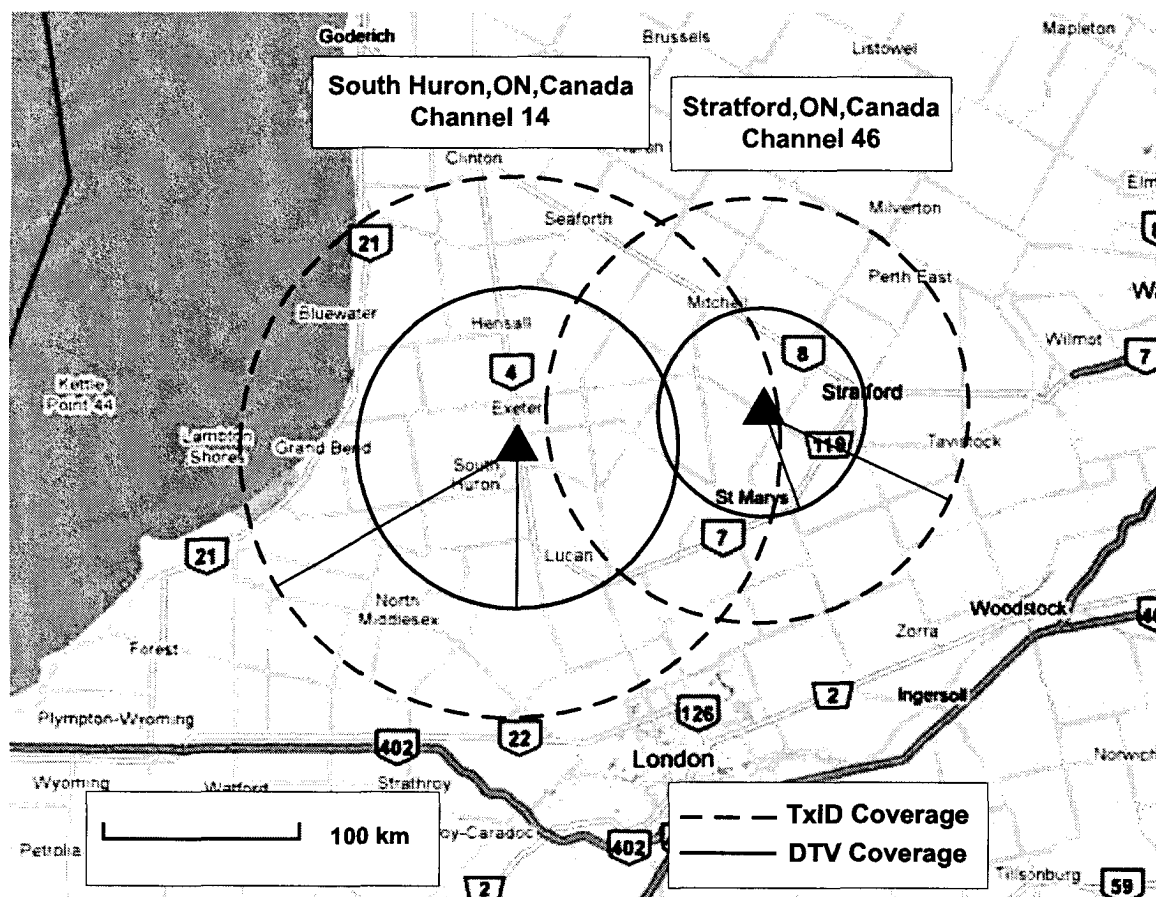 Goderich
Brussels
Listowel
Mapleton
South Huron,ON,Canada
Channel 14
Stratford,ON,Canada
Channel 46
Clinton
Seaforth
Milverton
21
Perth East
Bluewater
Mitchell
Hensall
8
Wilmot
7
4
Kettle
Point 44
Exeter
Stratford
Lambton
Shores
Grand Bend
119
Tavistock
South
Huron
St Marys
21
Lucan
7
North
Middlesex
Woodstock
Zorra
Forest
Ingersoll
2
126
Plympton-Wyoming
22
402
London
Wyoming
Watford
Strathroy
100 km
TxID Coverage
DTV Coverage
Petrolia
402
2
Tillsonburg
59